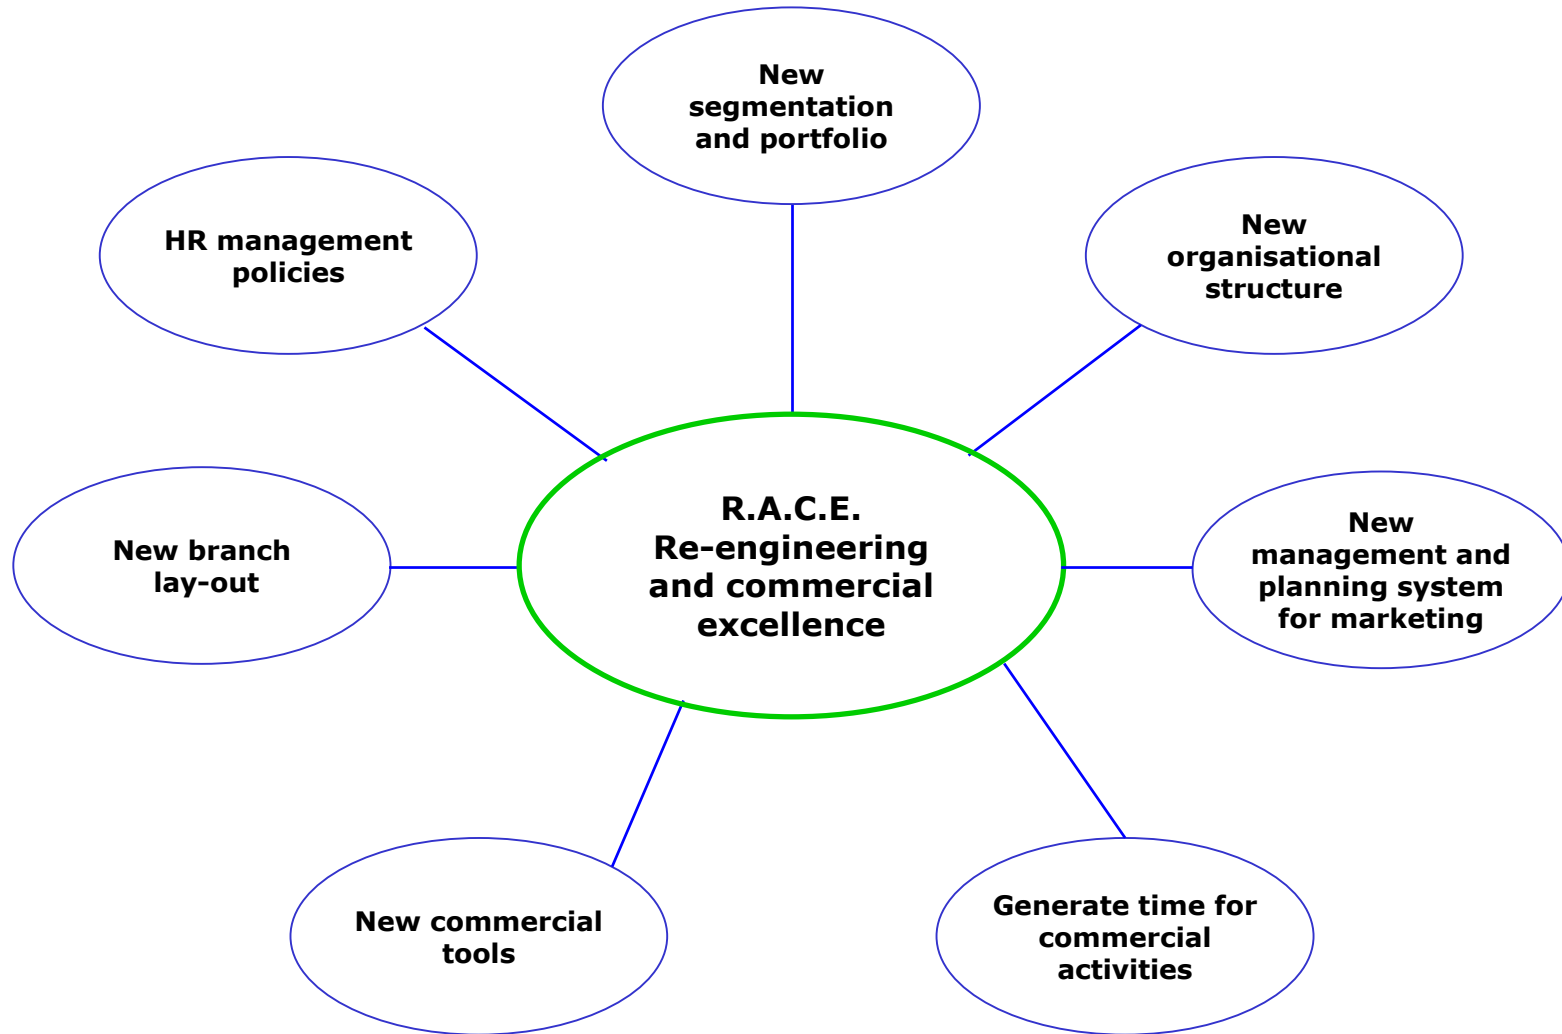 New
segmentation
and portfolio
HR management
policies
New
organisational
structure
R.A.C.E.
Re-engineering
and commercial
excellence
New branch
lay-out
New
management and
planning system
for marketing
New commercial
tools
Generate time for
commercial
activities